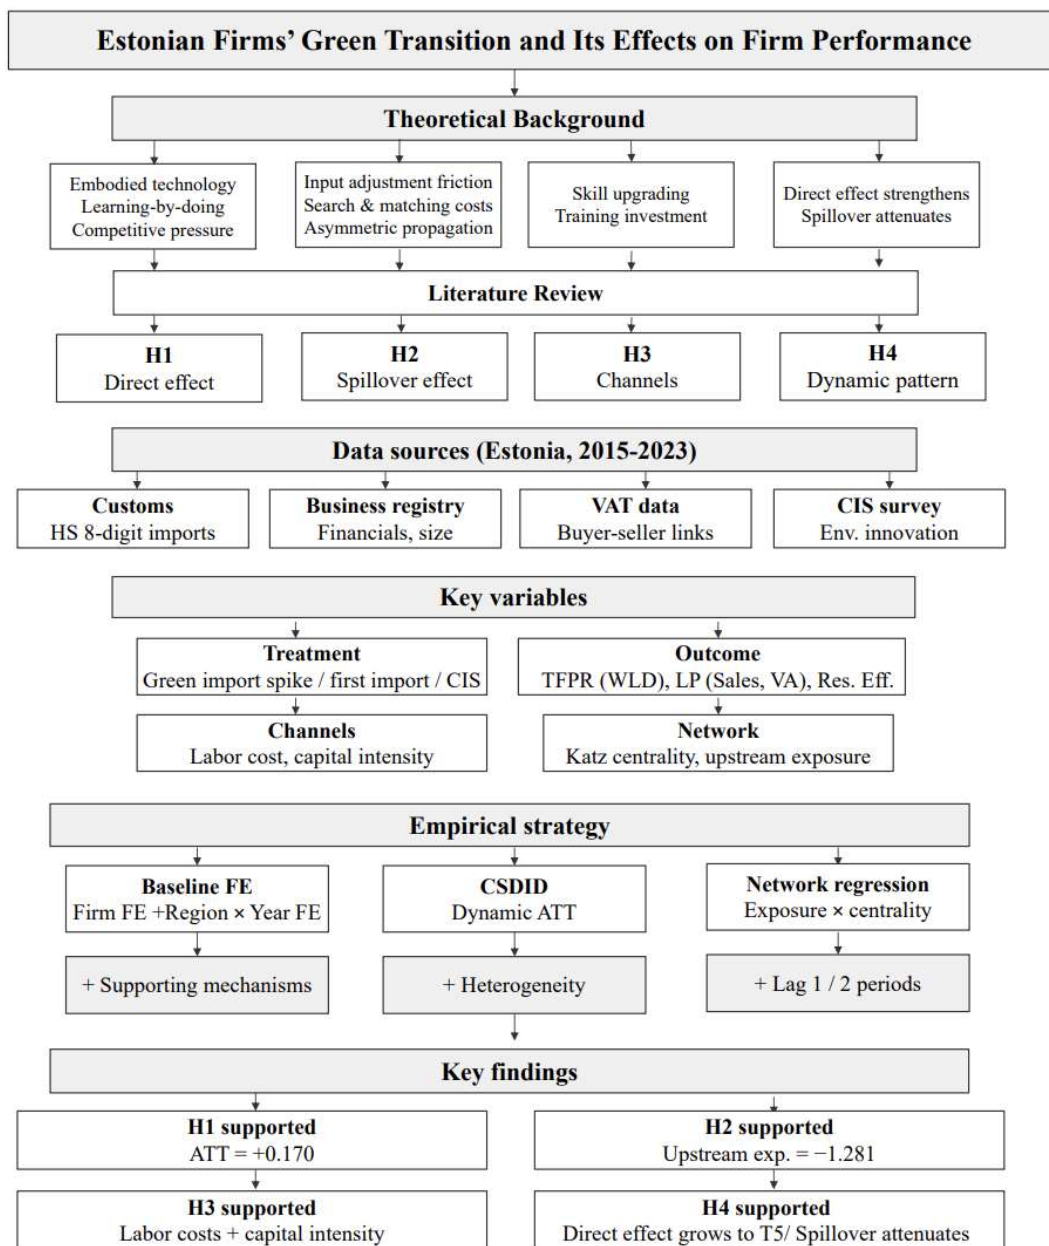 Estonian Firms' Green Transition and Its Effects on Firm Performance
Theoretical Background
Embodied technology
Learning-by-doing
Competitive pressure
Input adjustment friction
Search & matching costs
Asymmetric propagation
Skill upgrading
Training investment
Direct effect strengthens
Spillover attenuates
Literature Review
H1
Direct effect
H2
Spillover effect
H3
Channels
H4
Dynamic pattern
Data sources (Estonia, 2015-2023)
Customs
HS 8-digit imports
Business registry
Financials, size
VAT data
Buyer-seller links
CIS survey
Env. innovation
Key variables
Treatment
Green import spike / first import / CIS
Outcome
TFPR (WLD), LP (Sales, VA), Res. Eff.
Channels
Labor cost, capital intensity
Network
Katz centrality, upstream exposure
Empirical strategy
Baseline FE
Firm FE +Region × Year FE
CSDID
Dynamic ATT
Network regression
Exposure × centrality
+ Supporting mechanisms
+ Heterogeneity
+ Lag 1 / 2 periods
Key findings
H1 supported
ATT = +0.170
H2 supported
Upstream exp. = −1.281
H3 supported
Labor costs + capital intensity
H4 supported
Direct effect grows to T5/ Spillover attenuates